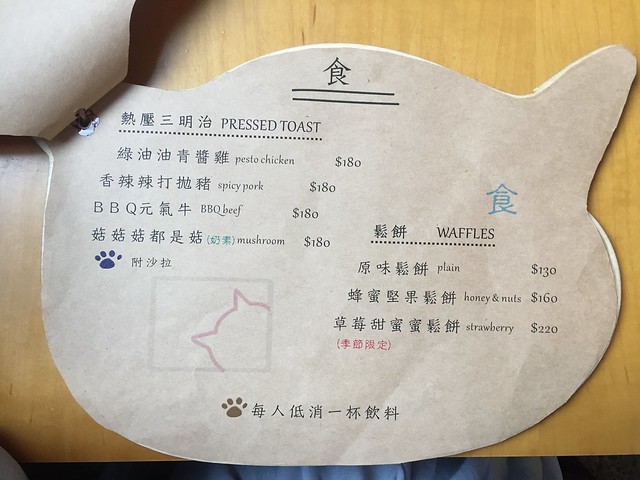 食
熱壓三明治 PRESSED TOAST
綠油油青醬雞 pesto chicken $180
香辣辣打拋豬 spicy pork $180
ＢＢＱ元氣牛 BBQ beef $180
菇菇菇都是菇(奶素) mushroom $180
附沙拉
食
鬆餅 WAFFLES
原味鬆餅 plain $130
蜂蜜堅果鬆餅 honey & nuts $160
草莓甜蜜蜜鬆餅 strawberry $220
(季節限定)
每人低消一杯飲料